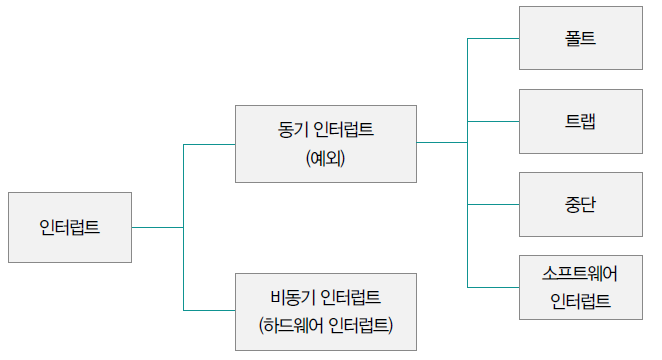 인터럽트
동기 인터럽트
(예외)
비동기 인터럽트
(하드웨어 인터럽트)
폴트
트랩
중단
소프트웨어
인터럽트